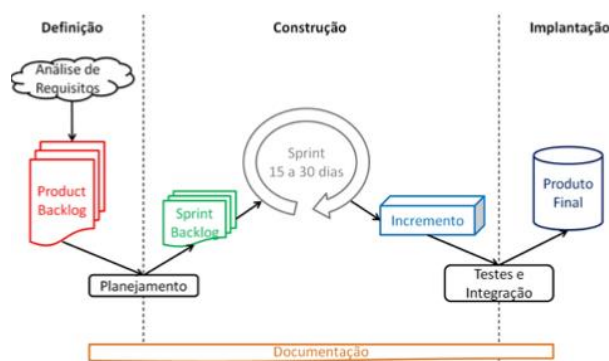 Definição
Construção
Implantação
Análise de
Requisitos
Product
Backlog
Planejamento
Sprint
Backlog
Sprint
15 a 30 dias
Incremento
Testes e
Integração
Produto
Final
Documentação